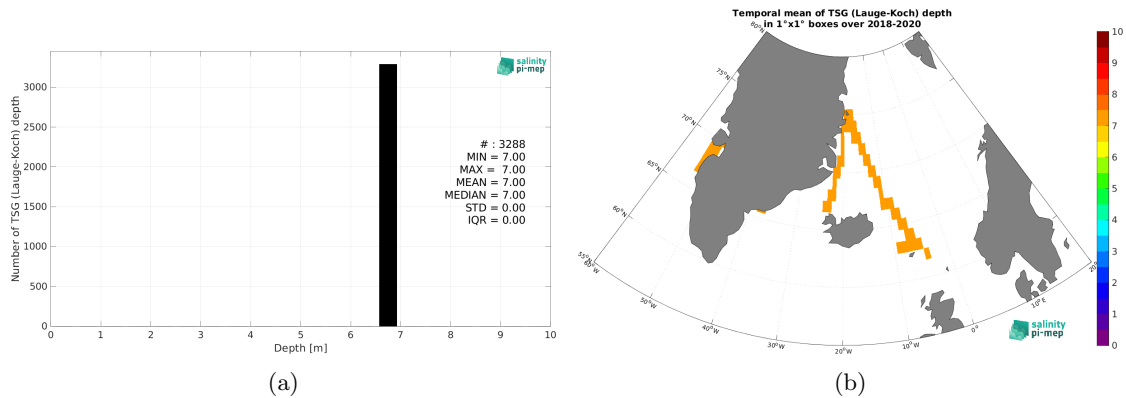 3000
2500
2000
1500
1000
500
0
Number of TSG (Lauge-Koch) depth
0 1 2 3 4 5 6 7 8 9 10
Depth [m]
salinity
pi-mep
# : 3288
MIN = 7.00
MAX = 7.00
MEAN = 7.00
MEDIAN = 7.00
STD = 0.00
IQR = 0.00
(a)
Temporal mean of TSG (Lauge-Koch) depth
in 1°x1° boxes over 2018-2020
80°N
75°N
70°N
65°N
60°N
55°N
60°W
50°W
40°W
30°W
20°W
10°W
0°
10°E
salinity
pi-mep
10
9
8
7
6
5
4
3
2
1
0
(b)